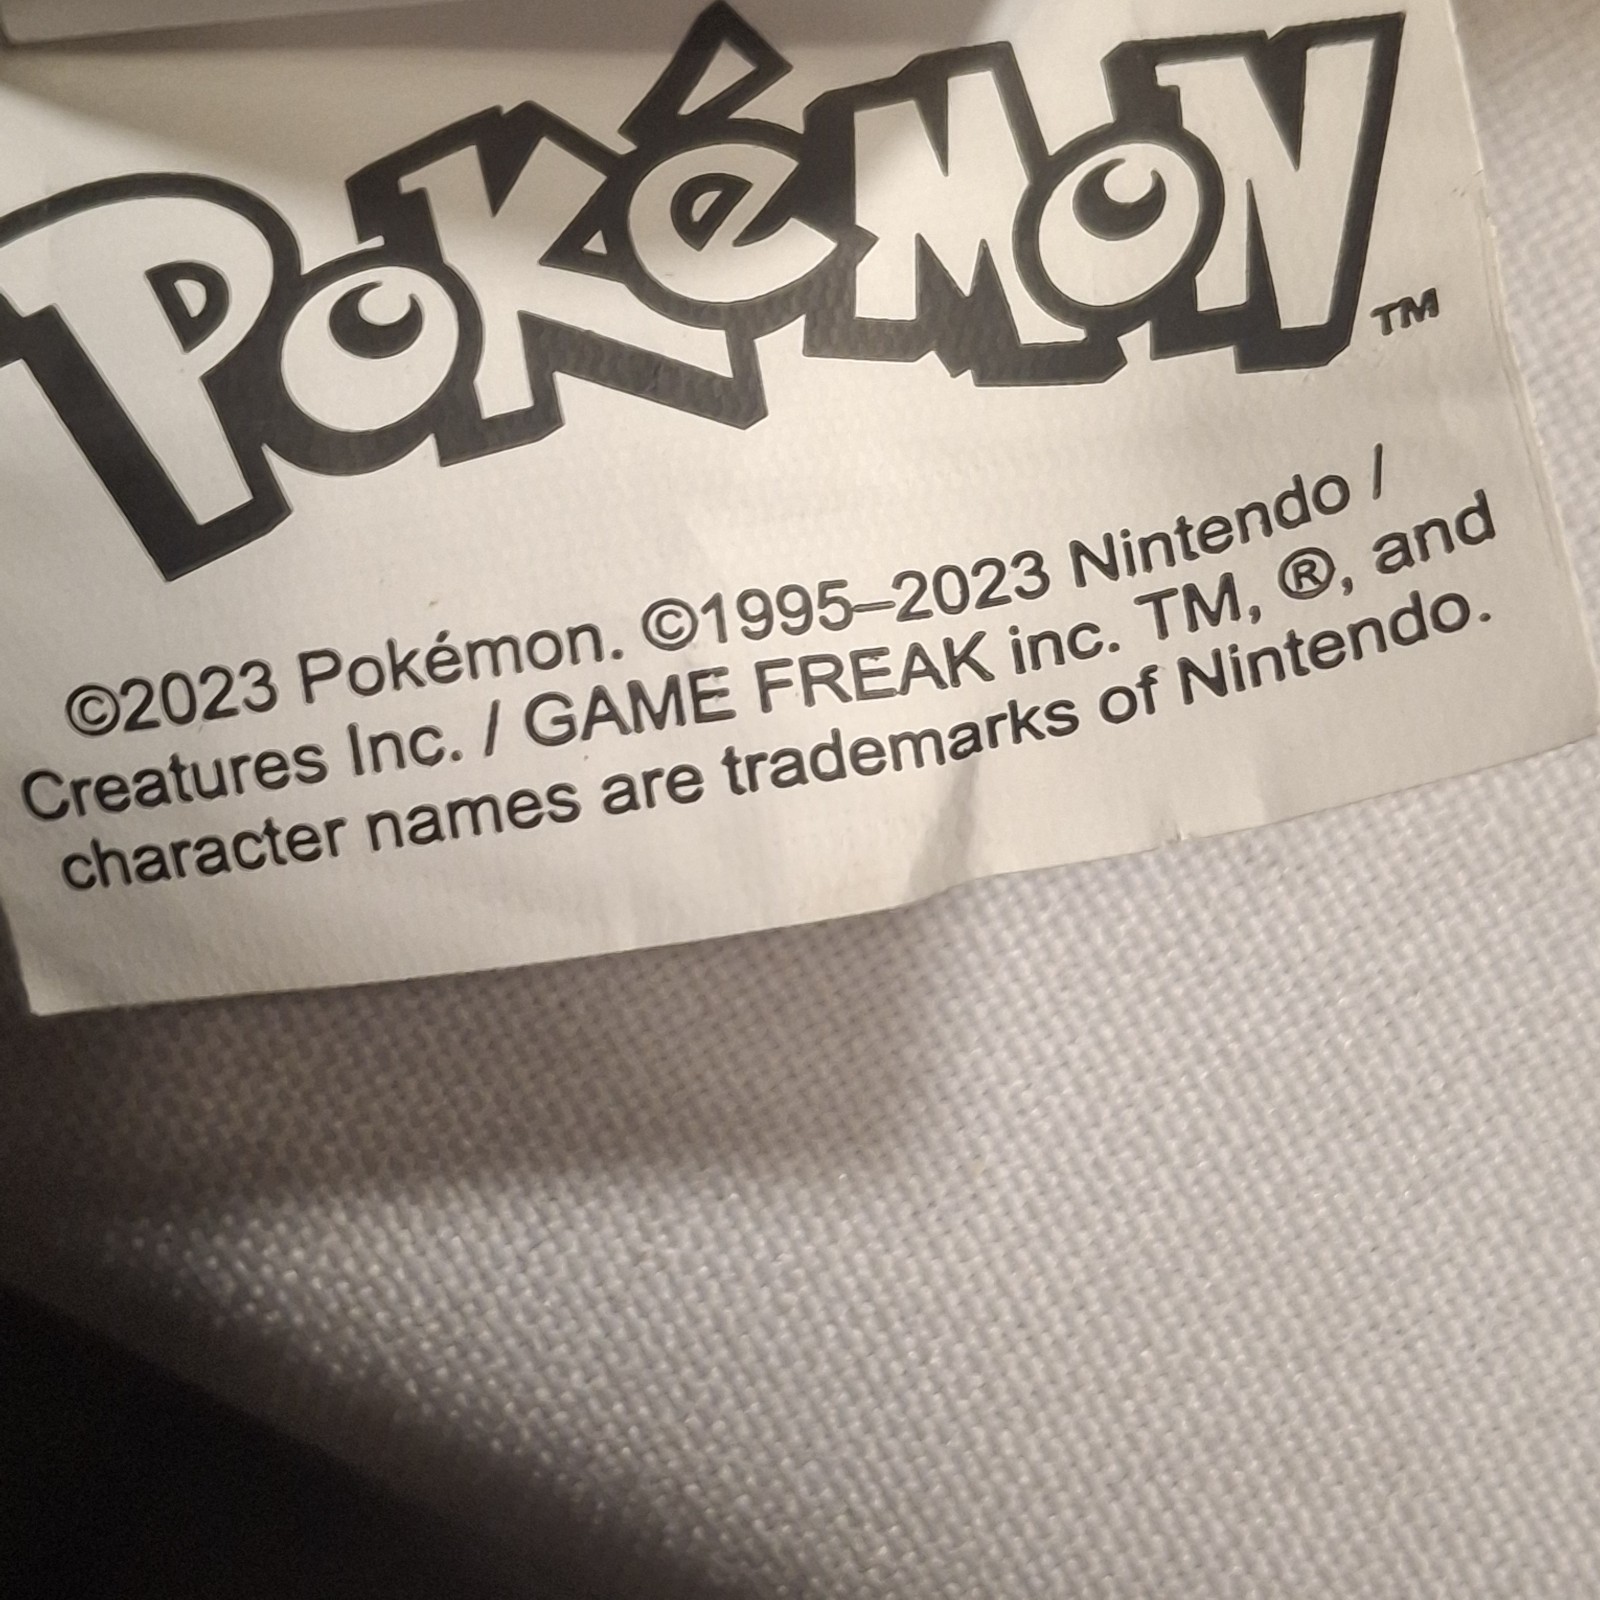 POKéMON™
©2023 Pokémon. ©1995–2023 Nintendo /
Creatures Inc. / GAME FREAK inc. TM, ®, and
character names are trademarks of Nintendo.